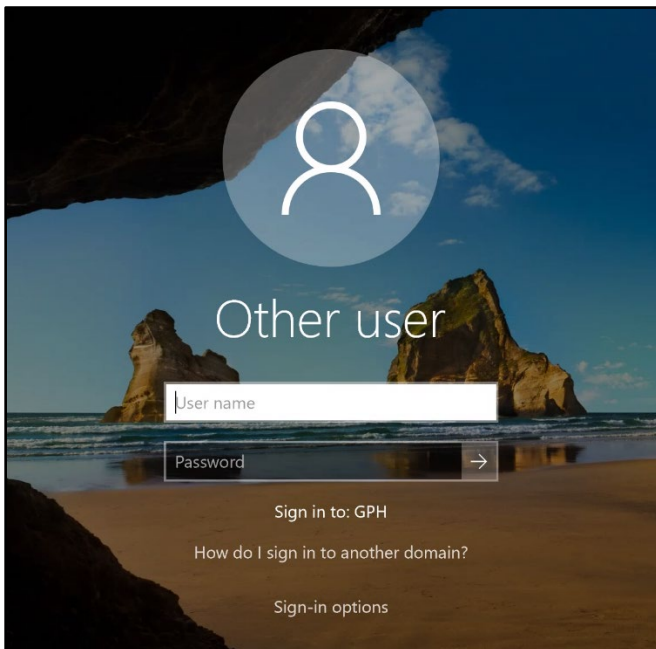 Other user
User name
Password
Sign in to: GPH
How do I sign in to another domain?
Sign-in options